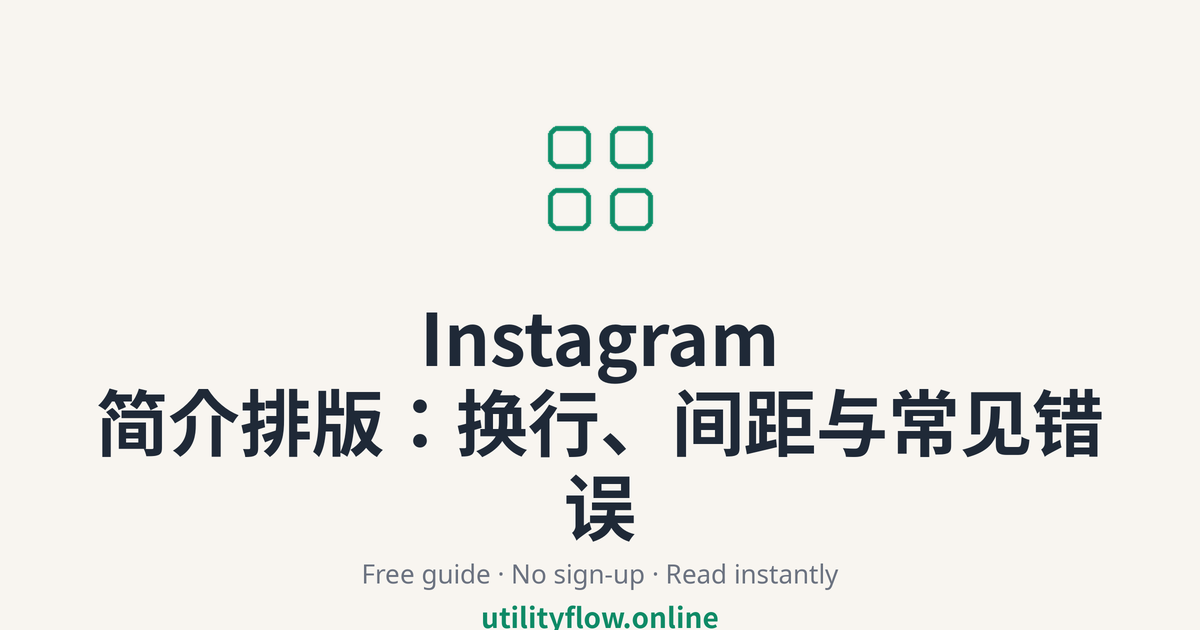 Instagram
简介排版：换行、间距与常见错
误
Free guide · No sign-up · Read instantly
utilityflow.online